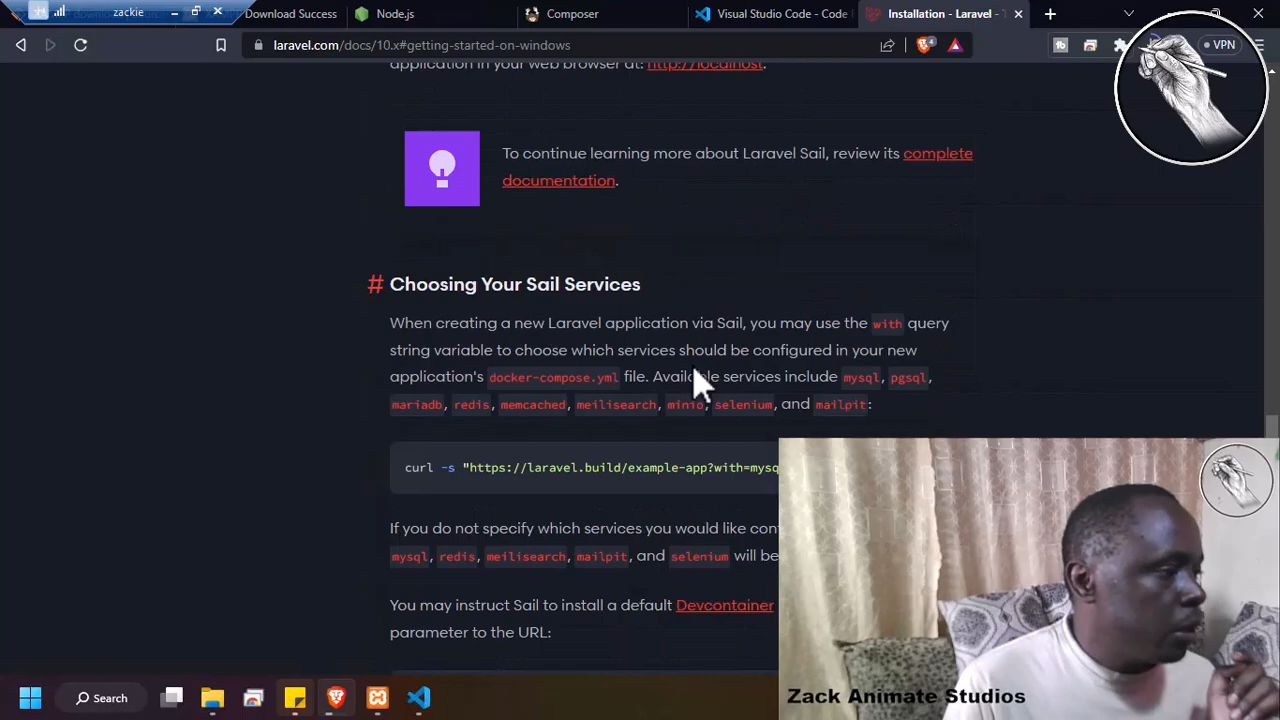 zackie
Download Success
Node.js
Composer
Visual Studio Code - Code
Installation - Laravel -
laravel.com/docs/10.x#getting-started-on-windows
4
VPN
application in your web browser at: http://localhost.
To continue learning more about Laravel Sail, review its complete
documentation.
# Choosing Your Sail Services
When creating a new Laravel application via Sail, you may use the with query
string variable to choose which services should be configured in your new
application's docker-compose.yml file. Available services include mysql, pgsql,
mariadb, redis, memcached, meilisearch, minio, selenium, and mailpit:
curl -s "https://laravel.build/example-app?with=mysq
If you do not specify which services you would like con
mysql, redis, meilisearch, mailpit, and selenium will be
You may instruct Sail to install a default Devcontainer
parameter to the URL:
Search
Zack Animate Studios